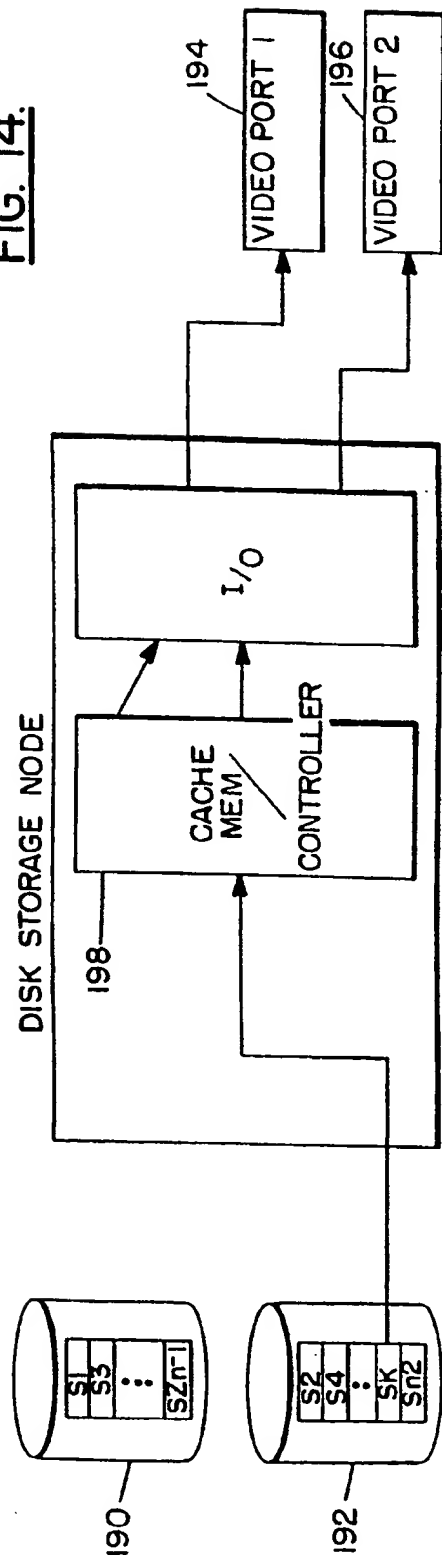 FIG. 14.
DISK STORAGE NODE
190
S1
S3
:
SZn-1
192
S2
S4
:
SK
Sn2
198
CACHE
MEM
/
CONTROLLER
I/O
VIDEO PORT 1
194
VIDEO PORT 2
196